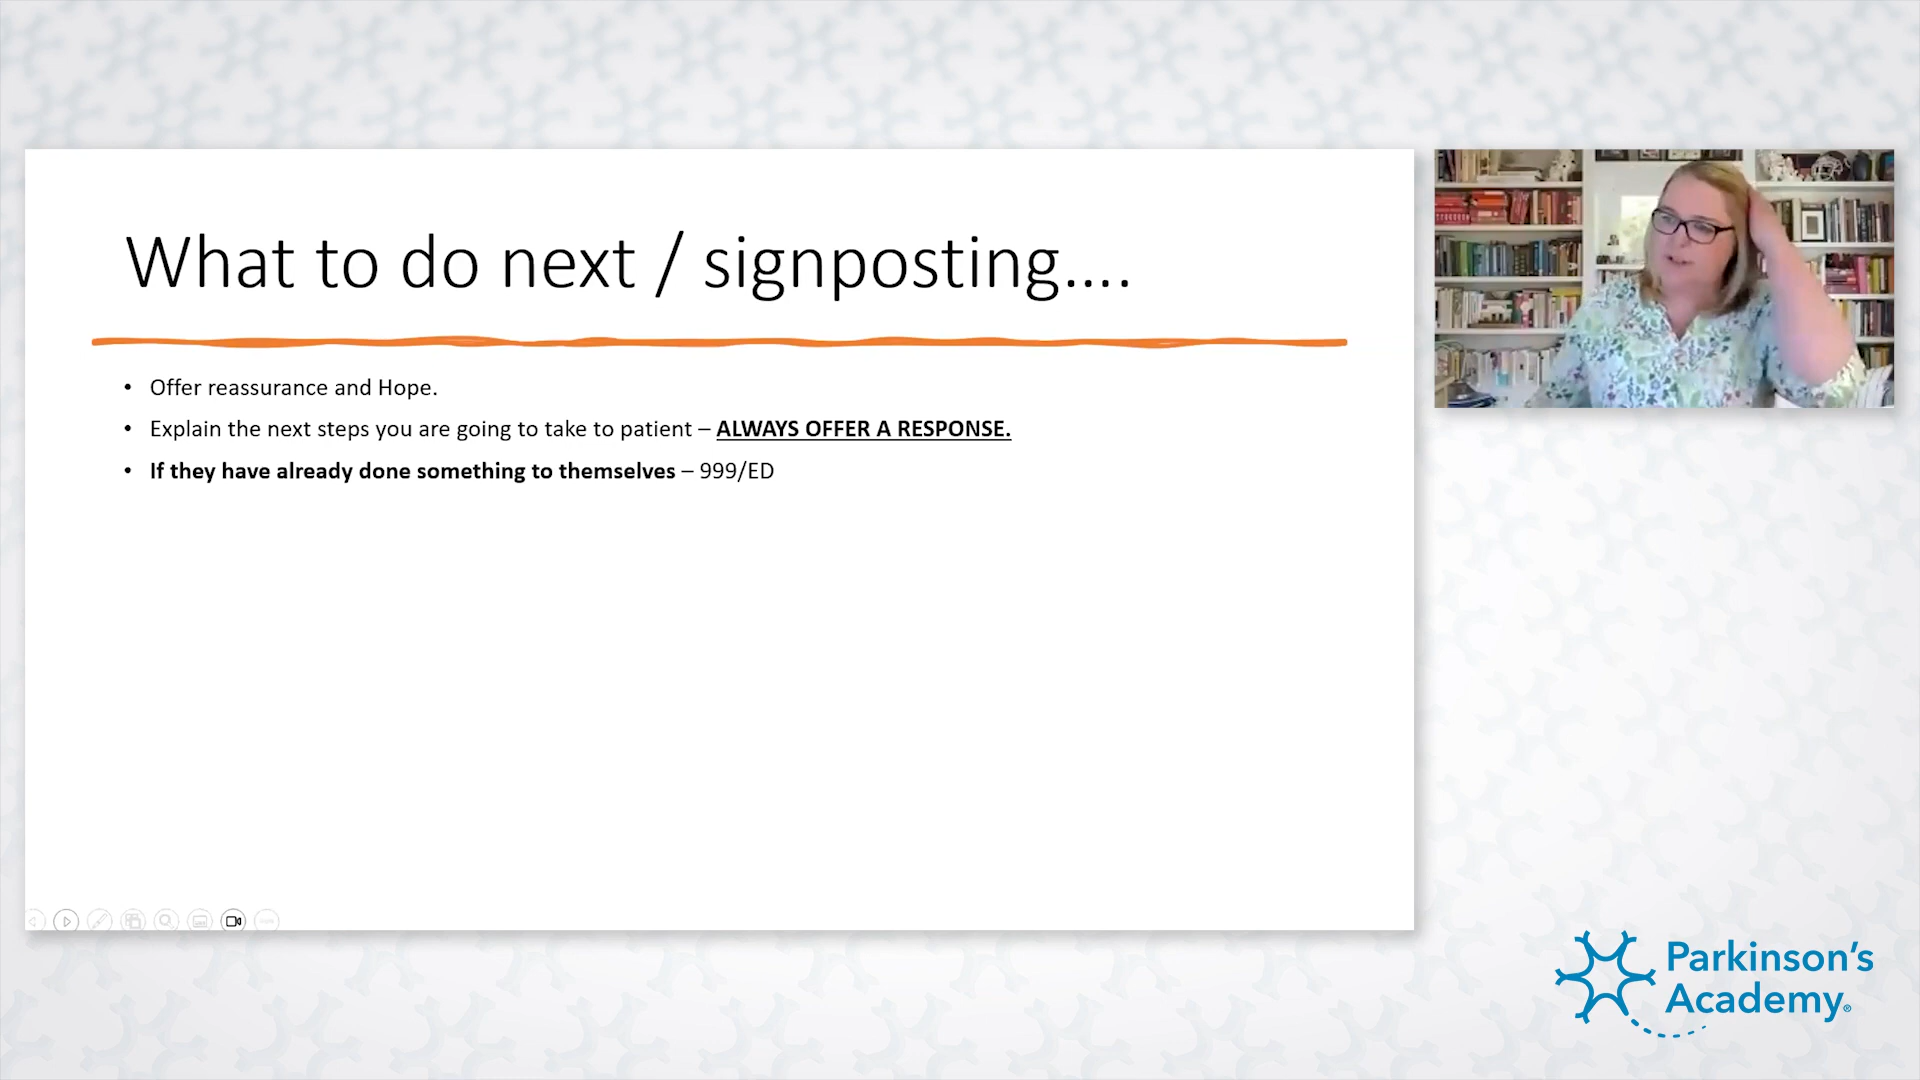 What to do next / signposting....
• Offer reassurance and Hope.
• Explain the next steps you are going to take to patient – ALWAYS OFFER A RESPONSE.
• If they have already done something to themselves – 999/ED
Parkinson's
Academy®